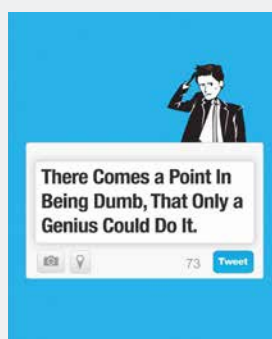 There Comes a Point In
Being Dumb, That Only a
Genius Could Do It.
73 Tweet